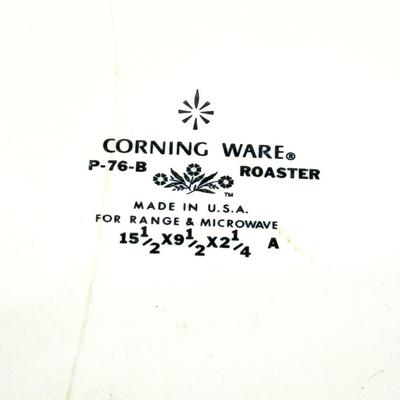 CORNING WARE®
P-76-B ROASTER
TM
MADE IN U.S.A.
FOR RANGE & MICROWAVE
15 1/2 X 9 1/2 X 2 1/4 A